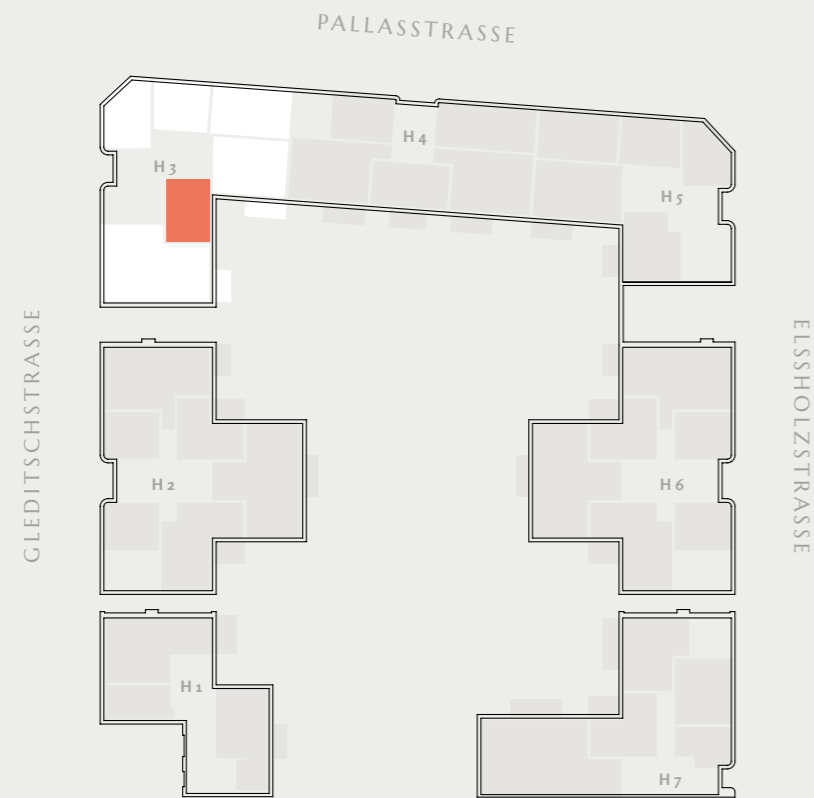 PALLASSTRASSE
H4
H3
H5
GLEDITSCHSTRASSE
ELSSHOLZSTRASSE
H2
H6
H1
H7